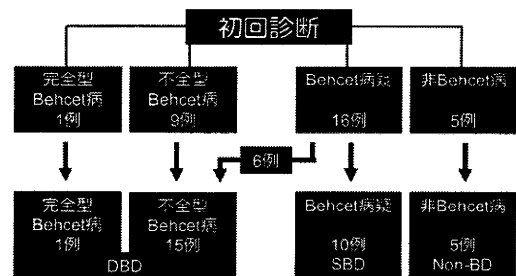 初回診断
完全型
Behcet病
1例
不全型
Behcet病
9例
Behcet病疑
16例
非Behcet病
5例
6例
完全型
Behcet病
1例
不全型
Behcet病
15例
DBD
Behcet病疑
10例
SBD
非Behcet病
5例
Non-BD